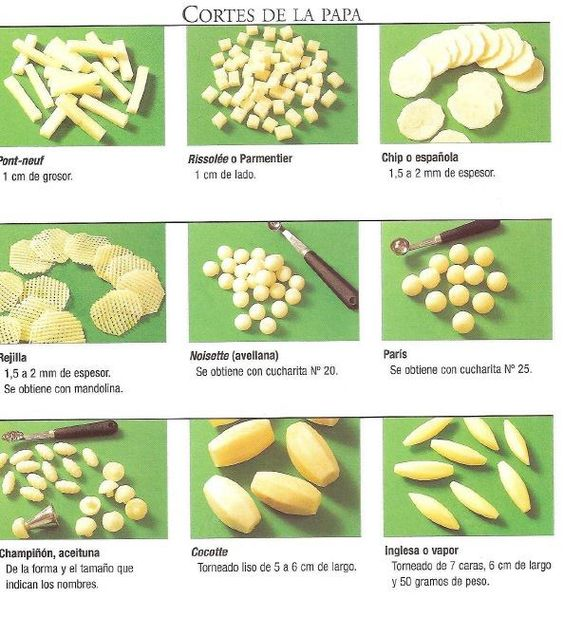 CORTES DE LA PAPA
Pont-neuf
1 cm de grosor.
Rissolée o Parmentier
1 cm de lado.
Chip o española
1,5 a 2 mm de espesor.
Rejilla
1,5 a 2 mm de espesor.
Se obtiene con mandolina.
Noisette (avellana)
Se obtiene con cucharita Nº 20.
París
Se obtiene con cucharita Nº 25.
Champiñón, aceituna
De la forma y el tamaño que
indican los nombres.
Cocotte
Torneado liso de 5 a 6 cm de largo.
Inglesa o vapor
Torneado de 7 caras, 6 cm de largo
y 50 gramos de peso.